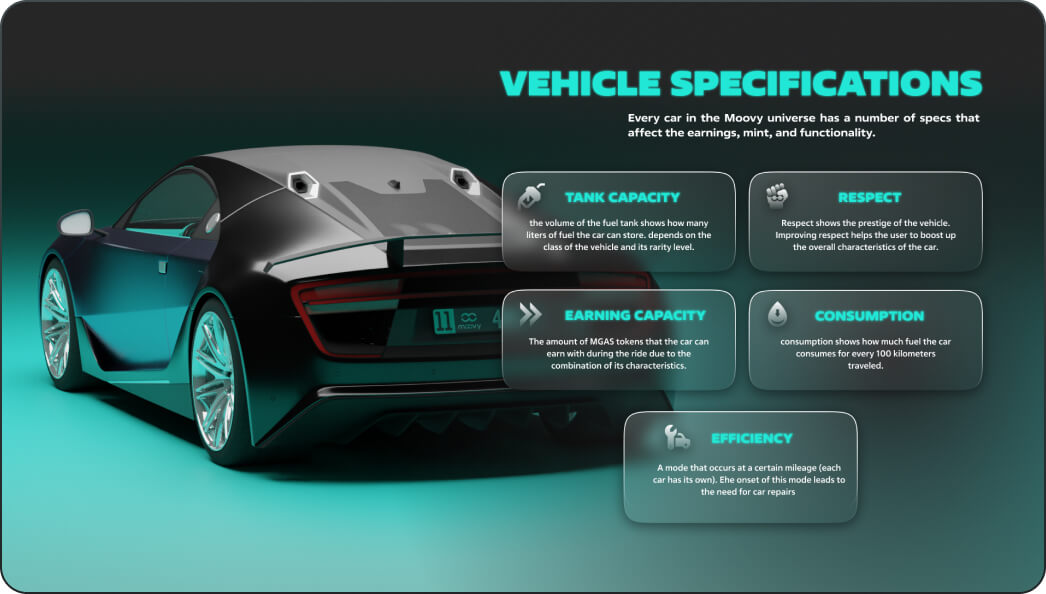 VEHICLE SPECIFICATIONS
Every car in the Moovy universe has a number of specs that
affect the earnings, mint, and functionality.
TANK CAPACITY
the volume of the fuel tank shows how many
liters of fuel the car can store. depends on the
class of the vehicle and its rarity level.
RESPECT
Respect shows the prestige of the vehicle.
Improving respect helps the user to boost up
the overall characteristics of the car.
EARNING CAPACITY
The amount of MGAS tokens that the car can
earn with during the ride due to the
combination of its characteristics.
CONSUMPTION
consumption shows how much fuel the car
consumes for every 100 kilometers
traveled.
EFFICIENCY
A mode that occurs at a certain mileage (each
car has its own). Ehe onset of this mode leads to
the need for car repairs
11 moovy 4